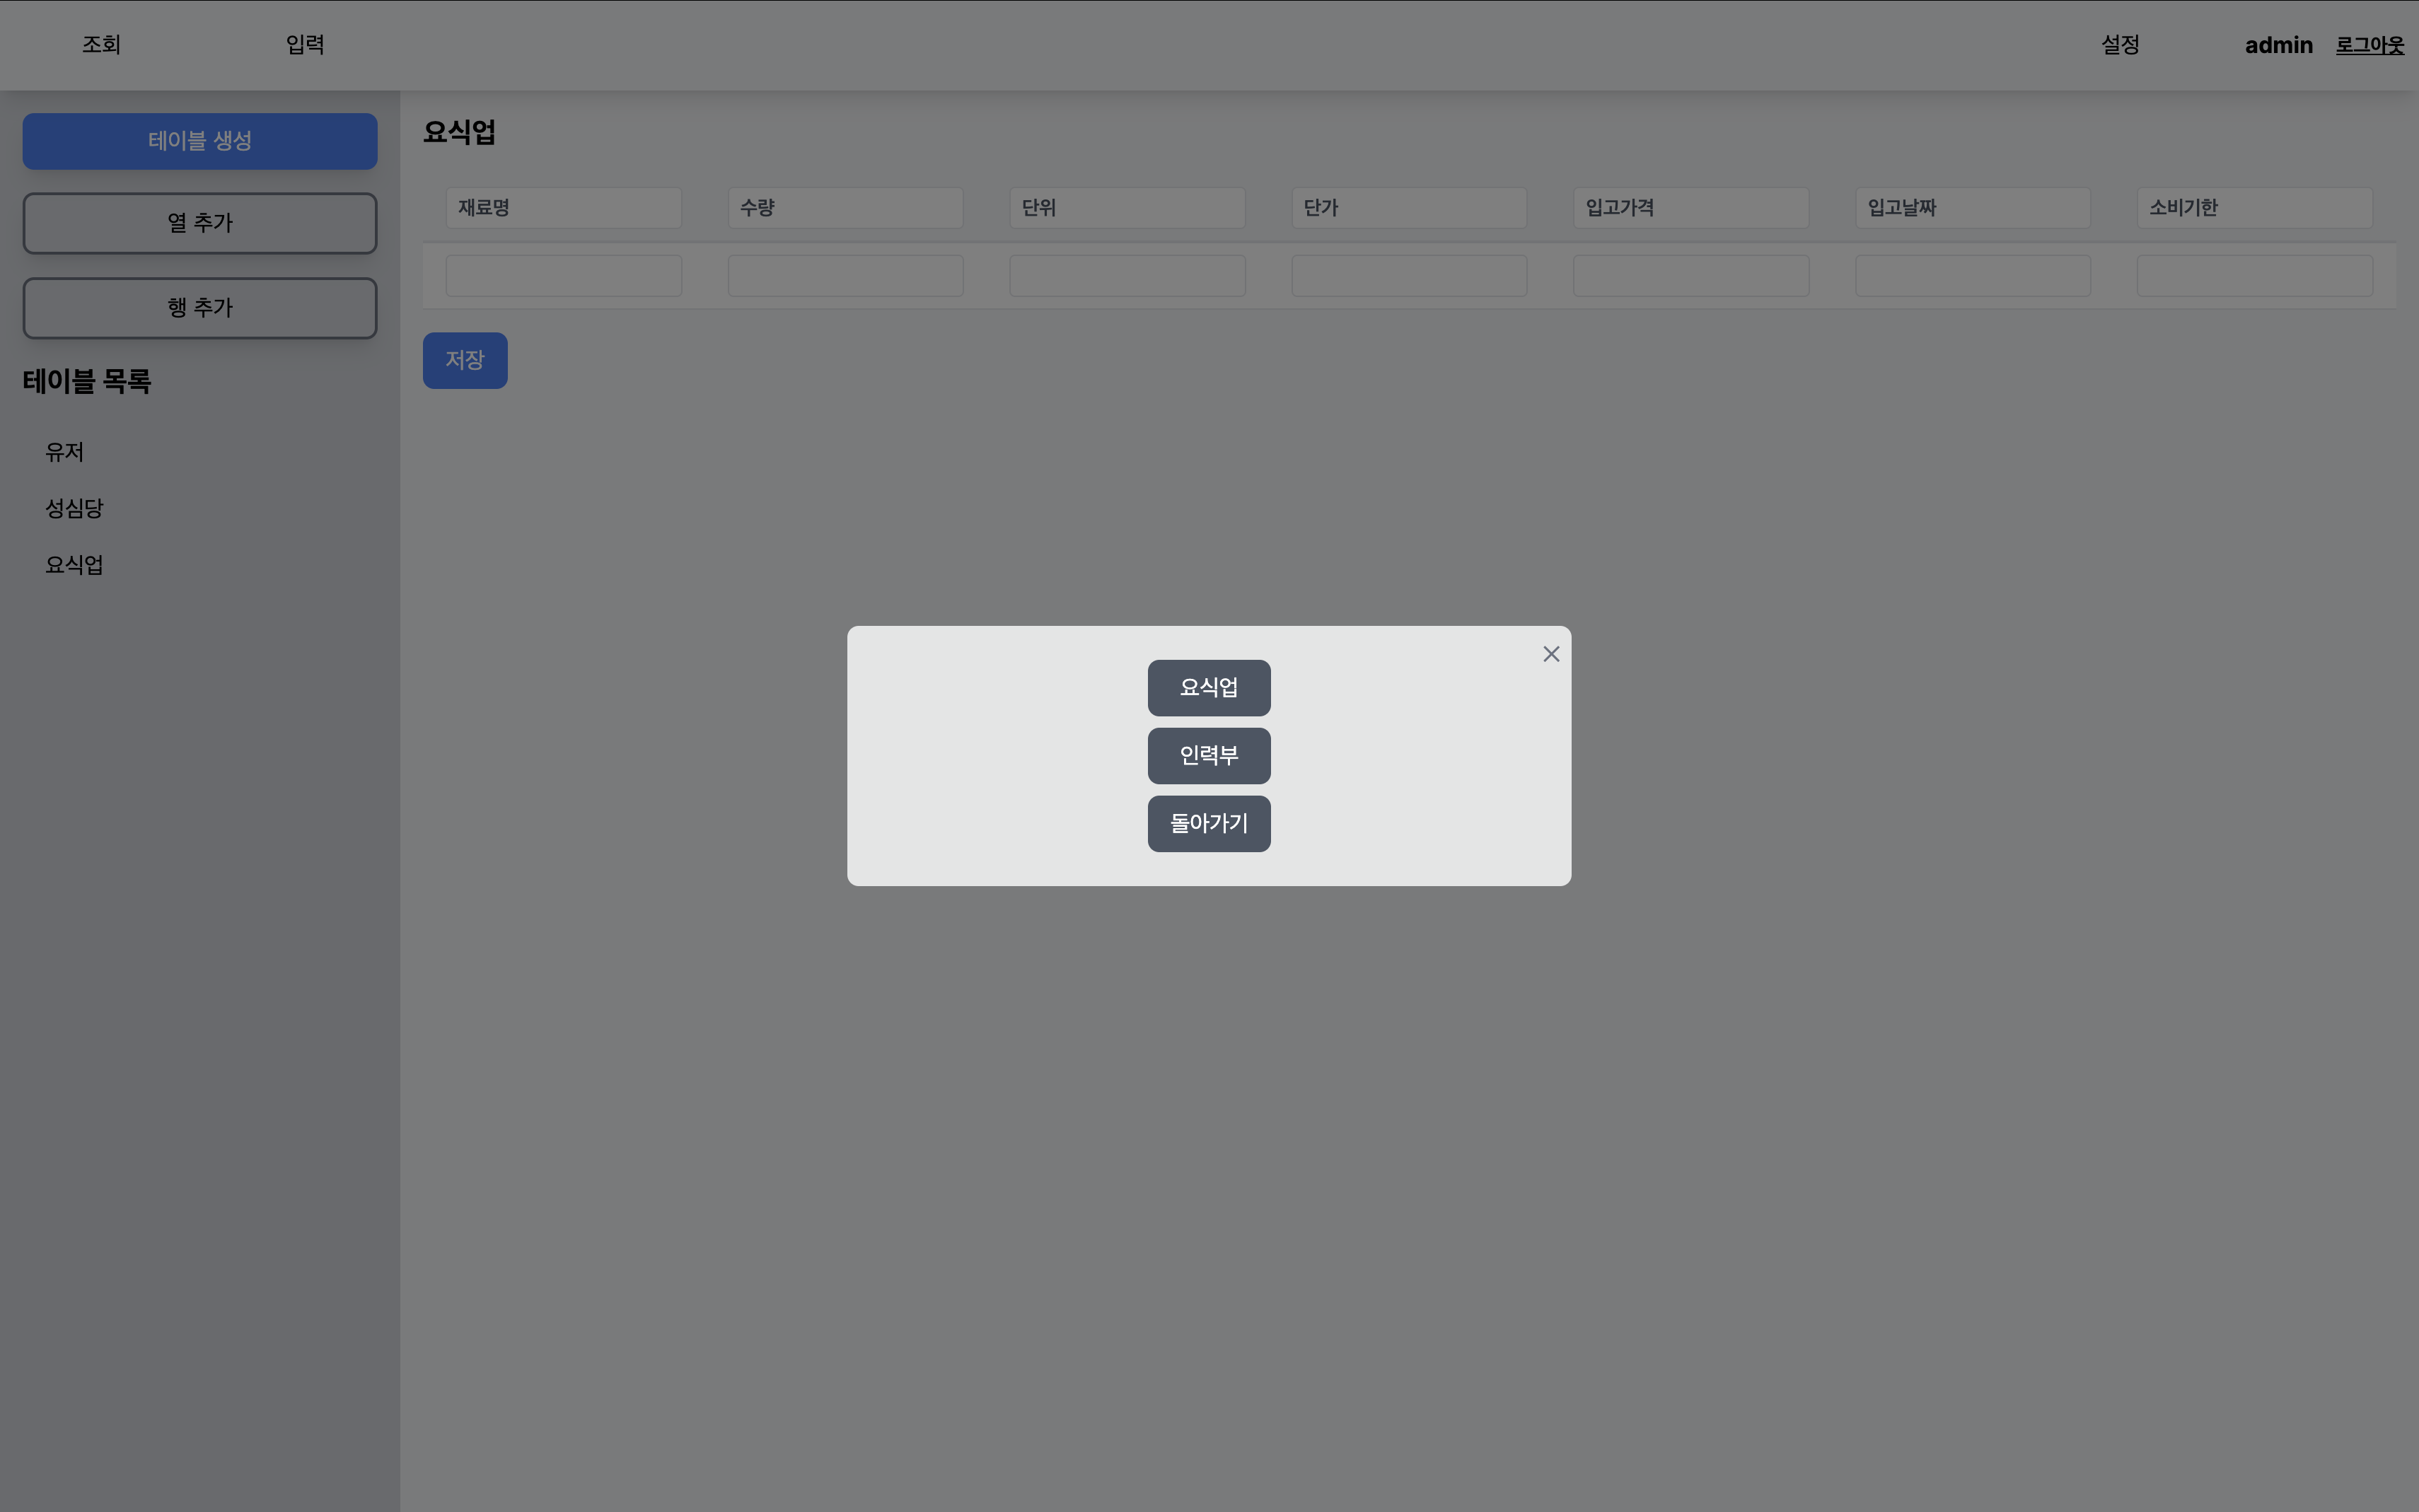 조회 입력 설정 admin 로그아웃
테이블 생성
열 추가
행 추가
테이블 목록
유저
성심당
요식업
요식업
재료명 수량 단위 단가 입고가격 입고날짜 소비기한
저장
요식업
인력부
돌아가기